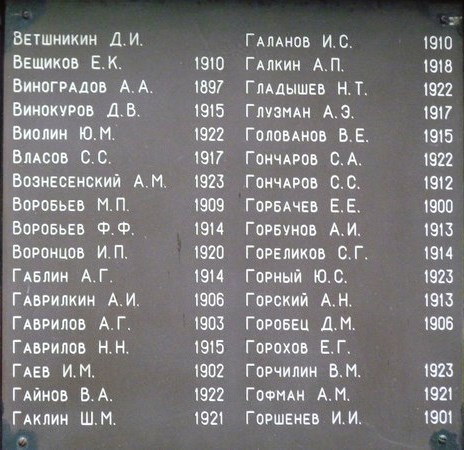 Ветшникин Д.И.
Вещиков Е.К. 1910
Виноградов А.А. 1897
Винокуров Д.В. 1915
Виолин Ю.М. 1922
Власов С.С. 1917
Вознесенский А.М. 1923
Воробьев М.П. 1909
Воробьев Ф.Ф. 1914
Воронцов И.П. 1920
Габлин А.Г. 1914
Гаврилкин А.И. 1906
Гаврилов А.Г. 1903
Гаврилов Н.Н. 1915
Гаев И.М. 1902
Гайнов В.А. 1922
Гаклин Ш.М. 1921
Галанов И.С. 1910
Галкин А.П. 1918
Гладышев Н.Т. 1922
Глузман А.Э. 1917
Голованов В.Е. 1915
Гончаров С.А. 1922
Гончаров С.С. 1912
Горбачев Е.Е. 1900
Горбунов А.И. 1913
Гореликов С.Г. 1914
Горный Ю.С. 1923
Горский А.Н. 1913
Горобец Д.М. 1906
Горохов Е.Г.
Горчилин В.М. 1923
Гофман А.М. 1921
Горшенев И.И. 1901